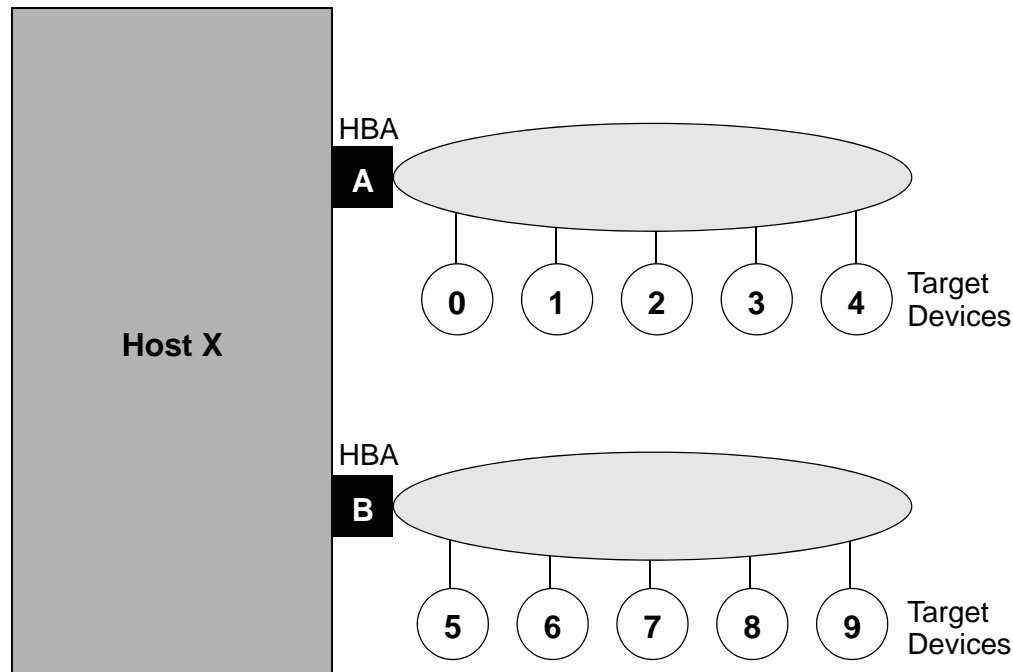 HBA
A
0 1 2 3 4
Target
Devices
Host X
HBA
B
5 6 7 8 9
Target
Devices